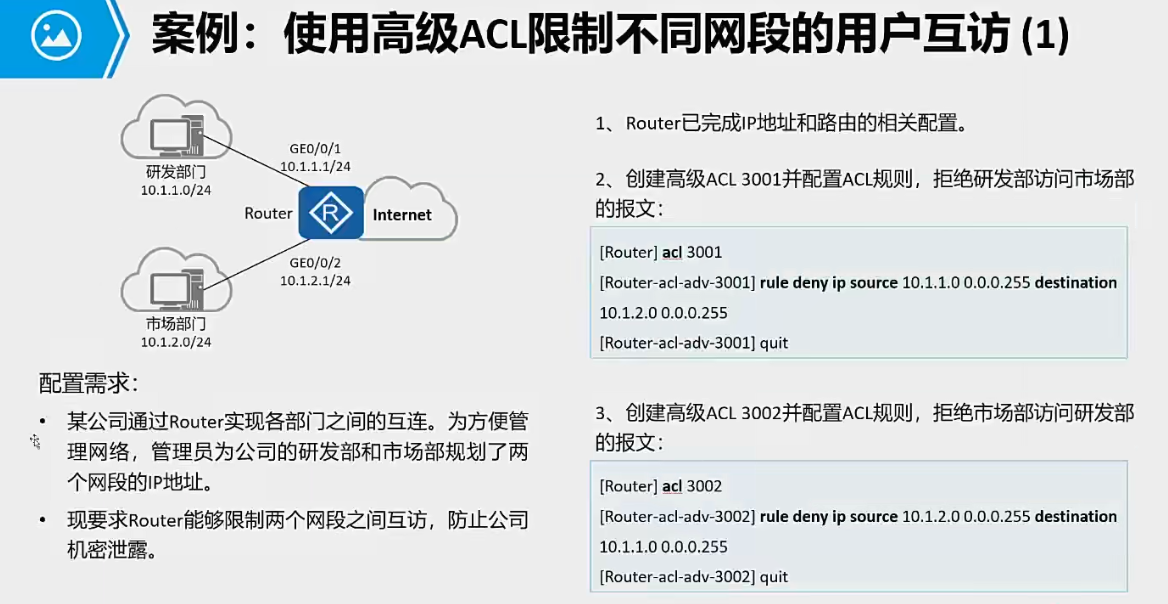 案例：使用高级ACL限制不同网段的用户互访 (1)
研发部门
10.1.1.0/24
GE0/0/1
10.1.1.1/24
Router
R
Internet
GE0/0/2
10.1.2.1/24
市场部门
10.1.2.0/24
配置需求：
• 某公司通过Router实现各部门之间的互连。为方便管
理网络，管理员为公司的研发部和市场部规划了两
个网段的IP地址。
• 现要求Router能够限制两个网段之间互访，防止公司
机密泄露。
1、Router已完成IP地址和路由的相关配置。
2、创建高级ACL 3001并配置ACL规则，拒绝研发部访问市场部
的报文：
[Router] acl 3001
[Router-acl-adv-3001] rule deny ip source 10.1.1.0 0.0.0.255 destination
10.1.2.0 0.0.0.255
[Router-acl-adv-3001] quit
3、创建高级ACL 3002并配置ACL规则，拒绝市场部访问研发部
的报文：
[Router] acl 3002
[Router-acl-adv-3002] rule deny ip source 10.1.2.0 0.0.0.255 destination
10.1.1.0 0.0.0.255
[Router-acl-adv-3002] quit